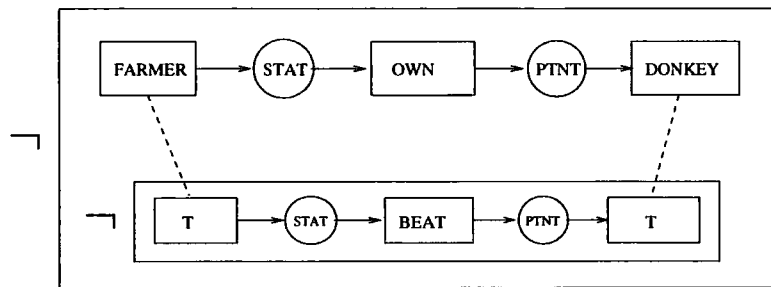 FARMER STAT OWN PTNT DONKEY
¬
¬ T STAT BEAT PTNT T